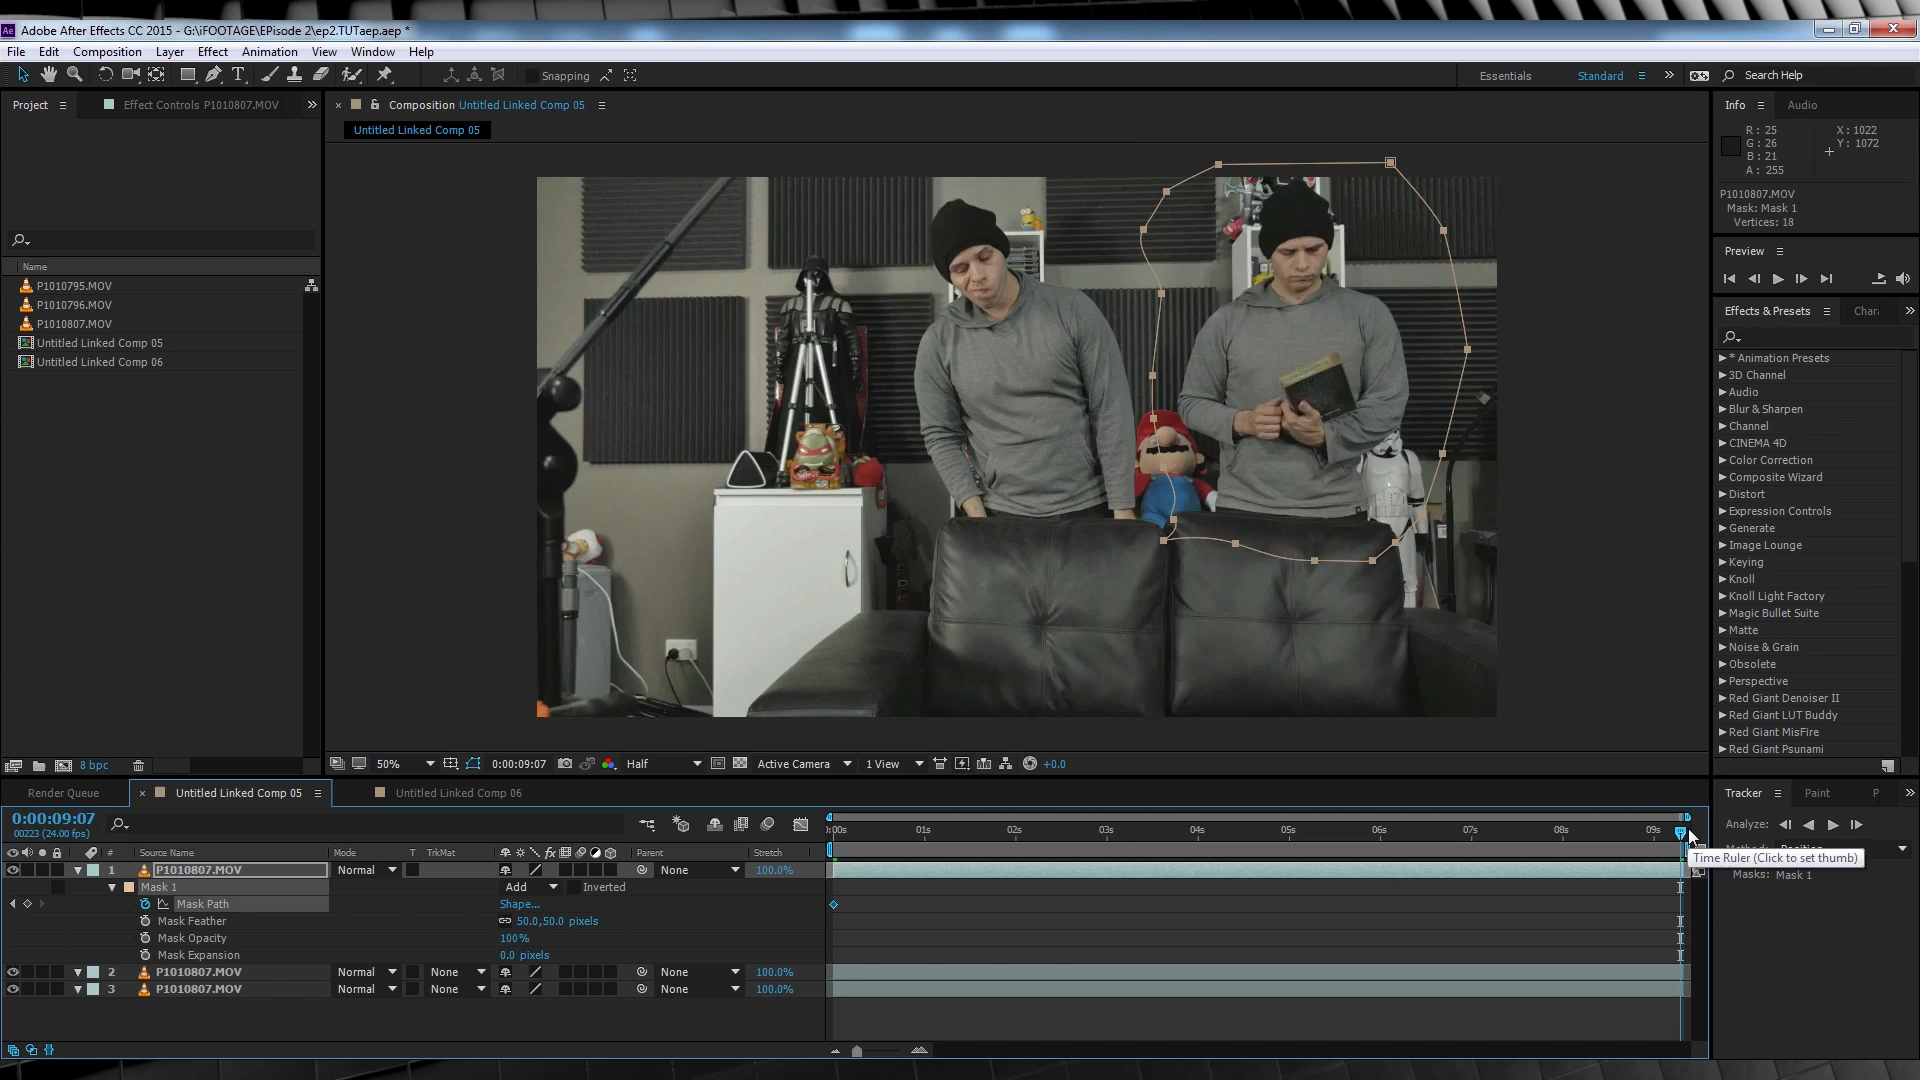 Adobe After Effects CC 2015 - G:\iFOOTAGE\EPisode 2\ep2.TUTaep.aep *
File Edit Composition Layer Effect Animation View Window Help
Snapping Essentials Standard Search Help
Project Effect Controls P1010807.MOV
Composition Untitled Linked Comp 05
Untitled Linked Comp 05
Name
P1010795.MOV
P1010796.MOV
P1010807.MOV
Untitled Linked Comp 05
Untitled Linked Comp 06
8 bpc
50% 0:00:09:07 Half Active Camera 1 View +0.0
Info Audio
R: 25 X: 1022
G: 26 Y: 1072
B: 21
A: 255
P1010807.MOV
Mask: Mask 1
Vertices: 18
Preview
Effects & Presets Chara
* Animation Presets
3D Channel
Audio
Blur & Sharpen
Channel
CINEMA 4D
Color Correction
Composite Wizard
Distort
Expression Controls
Generate
Image Lounge
Keying
Knoll
Knoll Light Factory
Magic Bullet Suite
Matte
Noise & Grain
Obsolete
Perspective
Red Giant Denoiser II
Red Giant LUT Buddy
Red Giant MisFire
Red Giant Psunami
Render Queue Untitled Linked Comp 05 Untitled Linked Comp 06
0:00:09:07
00223 (24.00 fps)
:00s 01s 02s 03s 04s 05s 06s 07s 08s 09s
# Source Name Mode T TrkMat Parent Stretch
1 P1010807.MOV Normal None 100.0%
Mask 1 Add Inverted
Mask Path Shape...
Mask Feather 50.0,50.0 pixels
Mask Opacity 100%
Mask Expansion 0.0 pixels
2 P1010807.MOV Normal None None 100.0%
3 P1010807.MOV Normal None None 100.0%
Tracker Paint P
Analyze:
Time Ruler (Click to set thumb)
Masks: Mask 1